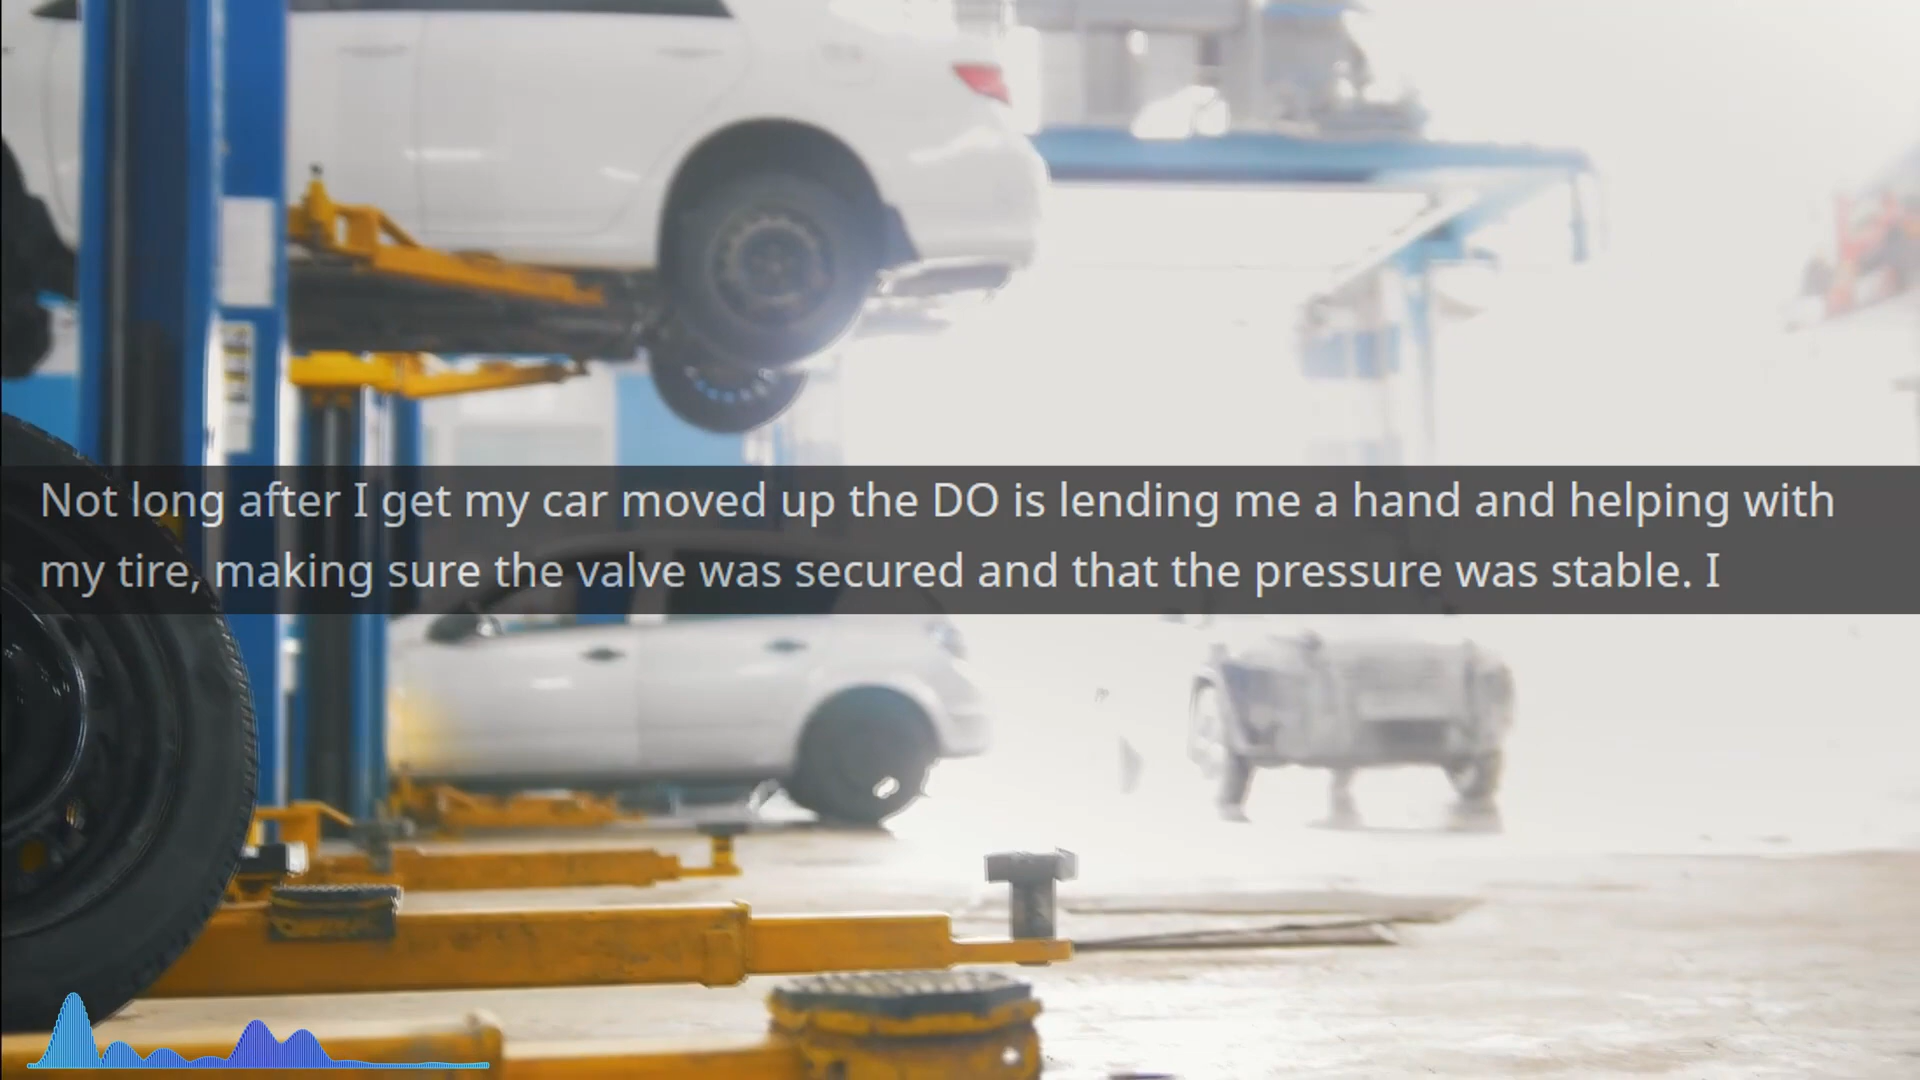 Not long after I get my car moved up the DO is lending me a hand and helping with
my tire, making sure the valve was secured and that the pressure was stable. I